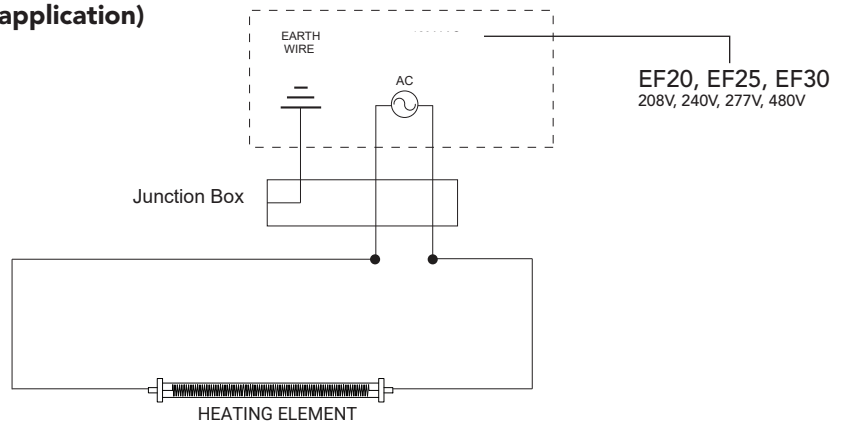 application)
EARTH
WIRE
AC
EF20, EF25, EF30
208V, 240V, 277V, 480V
Junction Box
HEATING ELEMENT